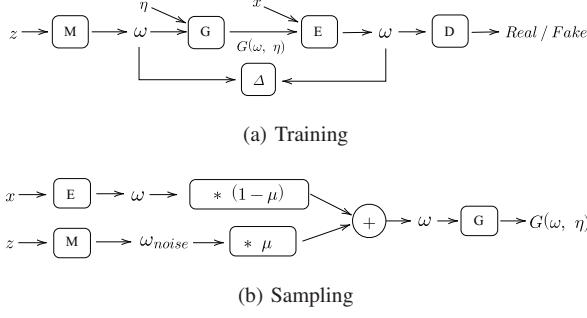 η x
z M ω G E ω D Real / Fake
G(ω, η)
Δ
(a) Training
x E ω * (1 − μ)
+ ω G G(ω, η)
z M ω_noise * μ
(b) Sampling